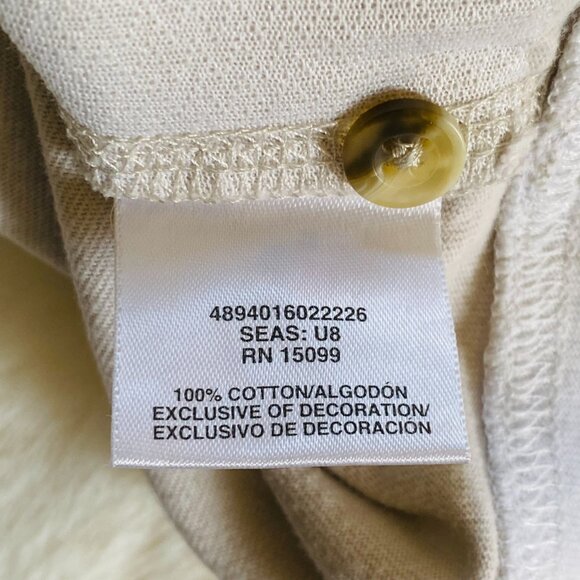 4894016022226
SEAS: U8
RN 15099
100% COTTON/ALGODÓN
EXCLUSIVE OF DECORATION/
EXCLUSIVO DE DECORACIÓN